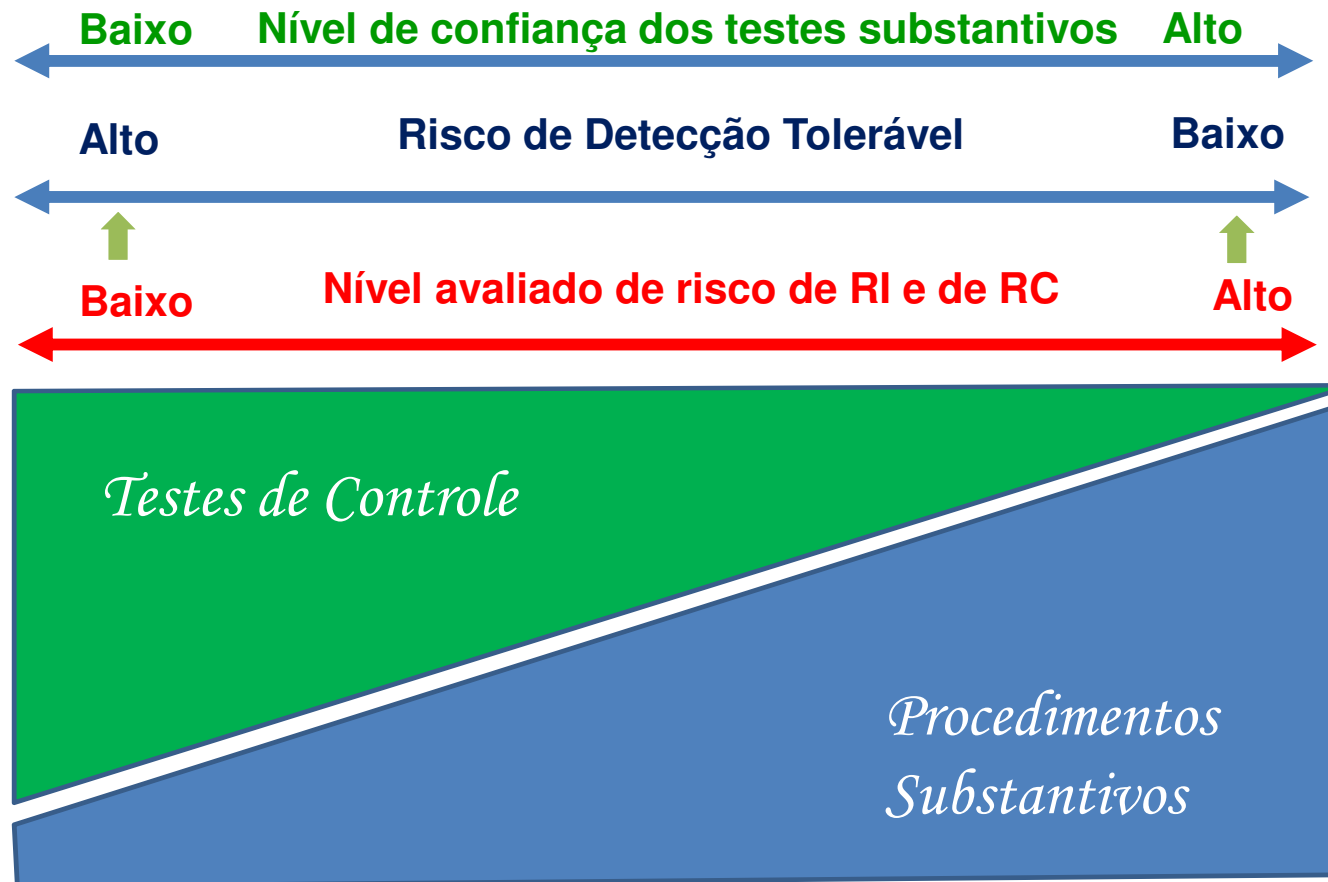 Baixo Nível de confiança dos testes substantivos Alto
Alto Risco de Detecção Tolerável Baixo
Baixo Nível avaliado de risco de RI e de RC Alto
Testes de Controle
Procedimentos
Substantivos